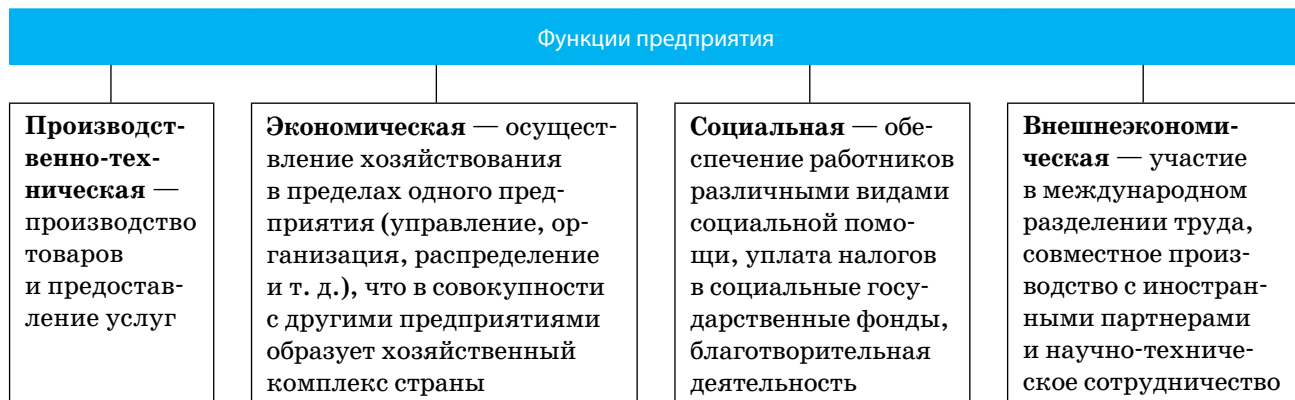 Функции предприятия
Производст-
венно-тех-
ническая —
производство
товаров
и предостав-
ление услуг
Экономическая — осущест-
вление хозяйствования
в пределах одного пред-
приятия (управление, ор-
ганизация, распределение
и т. д.), что в совокупности
с другими предприятиями
образует хозяйственный
комплекс страны
Социальная — обе-
спечение работников
различными видами
социальной помо-
щи, уплата налогов
в социальные госу-
дарственные фонды,
благотворительная
деятельность
Внешнеэкономи-
ческая — участие
в международном
разделении труда,
совместное произ-
водство с иностран-
ными партнерами
и научно-техниче-
ское сотрудничество